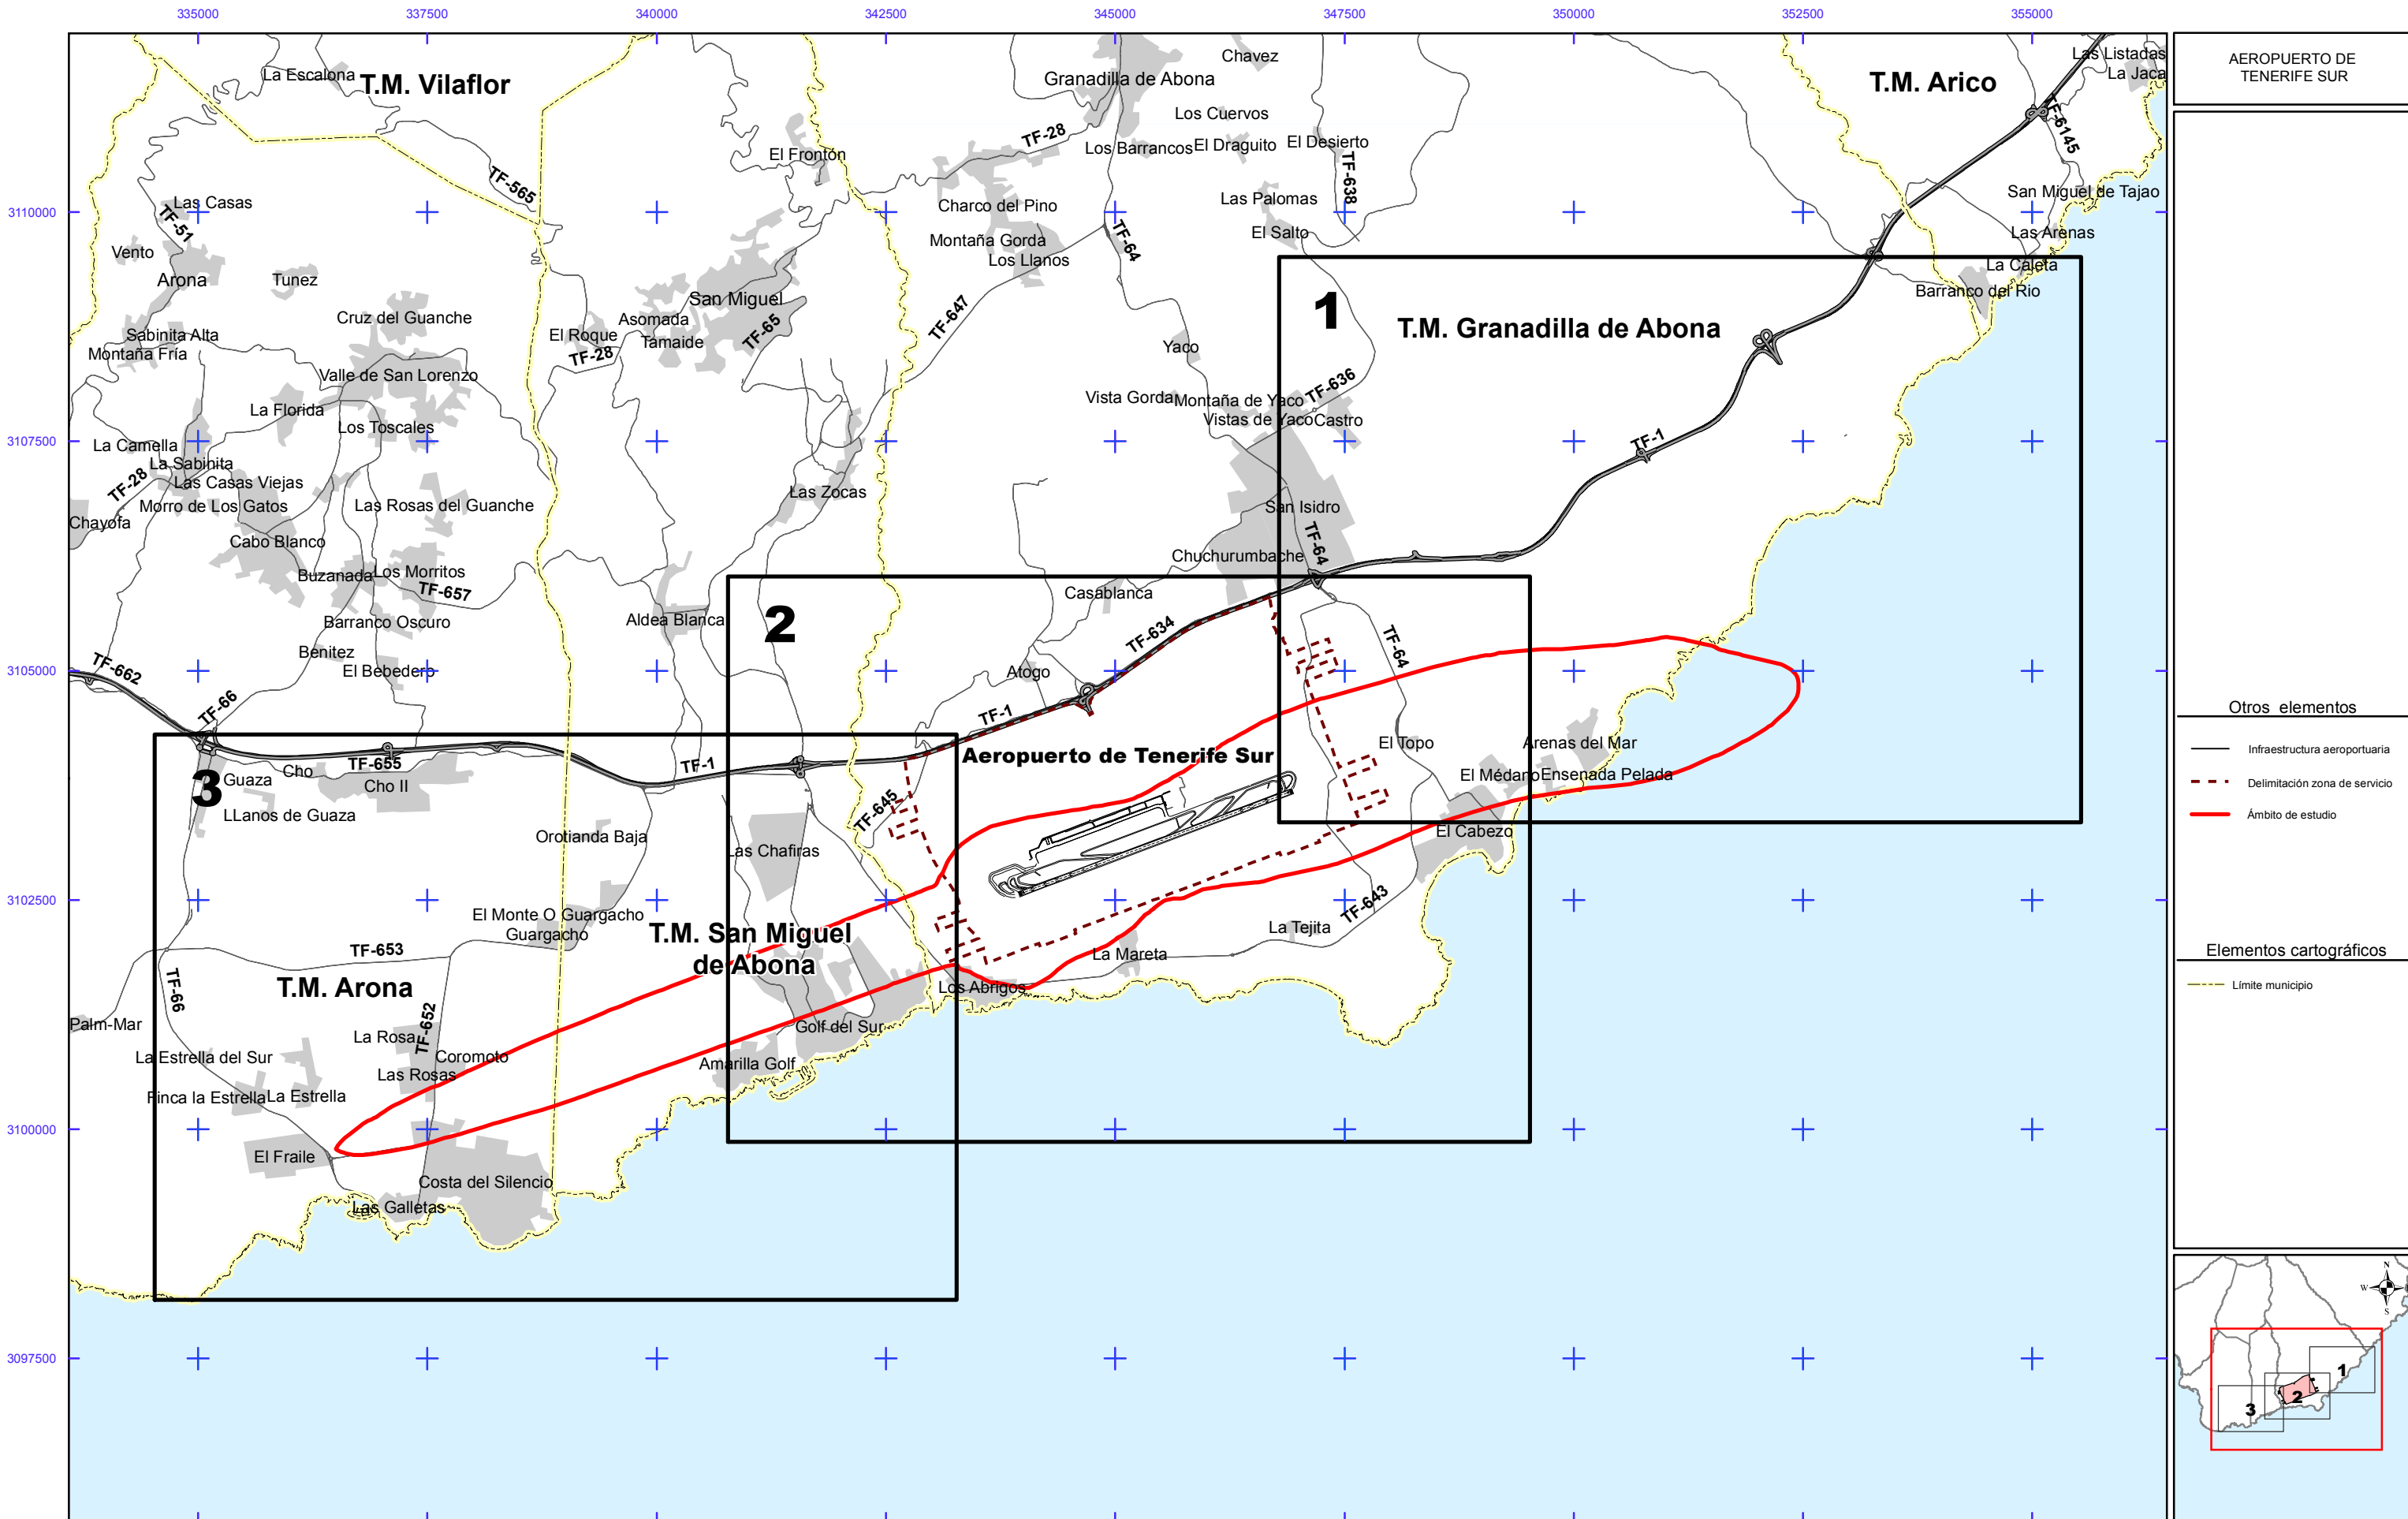 335000 337500 340000 342500 345000 347500 350000 352500 355000
AEROPUERTO DE
TENERIFE SUR
La Escalona
T.M. Vilaflor
Granadilla de Abona
Chavez
T.M. Arico
Las Listadas
La Jaca
Los Cuervos
TF-28
Los Barrancos
El Draguito
El Desierto
TF-6145
El Frontón
TF-565
TF-638
3110000
Las Casas
TF-51
Charco del Pino
Las Palomas
San Miguel de Tajao
Vento
Montaña Gorda
TF-64
El Salto
Las Arenas
Arona
Tunez
Los Llanos
La Caleta
Barranco del Rio
San Miguel
Cruz del Guanche
Asomada
TF-65
TF-647
1
T.M. Granadilla de Abona
Sabinita Alta
El Roque
Tamaide
Montaña Fría
TF-28
Yaco
Valle de San Lorenzo
TF-636
La Florida
Vista Gorda
Montaña de Yaco
Los Toscales
Vistas de Yaco
Castro
3107500
La Camella
TF-1
La Sabinita
TF-28
Las Casas Viejas
Las Zocas
Morro de Los Gatos
Las Rosas del Guanche
San Isidro
Chayofa
Cabo Blanco
Chuchurumbache
TF-64
Buzanada
Los Morritos
TF-657
Casablanca
Barranco Oscuro
Aldea Blanca
2
TF-634
TF-64
Benitez
3105000
TF-662
El Bebedero
Atogo
TF-66
TF-1
Otros elementos
Aeropuerto de Tenerife Sur
El Topo
Arenas del Mar
Infraestructura aeroportuaria
3
Guaza
Cho
TF-655
TF-1
Cho II
El Médano
Ensenada Pelada
Delimitación zona de servicio
LLanos de Guaza
TF-645
Ámbito de estudio
Orotianda Baja
El Cabezo
Las Chafiras
3102500
El Monte O Guargacho
Guargacho
TF-643
T.M. San Miguel
de Abona
La Tejita
TF-653
La Mareta
Elementos cartográficos
TF-66
T.M. Arona
Los Abrigos
Límite municipio
Palm-Mar
TF-652
La Rosa
Golf del Sur
La Estrella del Sur
Coromoto
Amarilla Golf
Las Rosas
Finca la Estrella
La Estrella
3100000
El Fraile
Costa del Silencio
Las Galletas
3097500
N
W
S
1
2
3